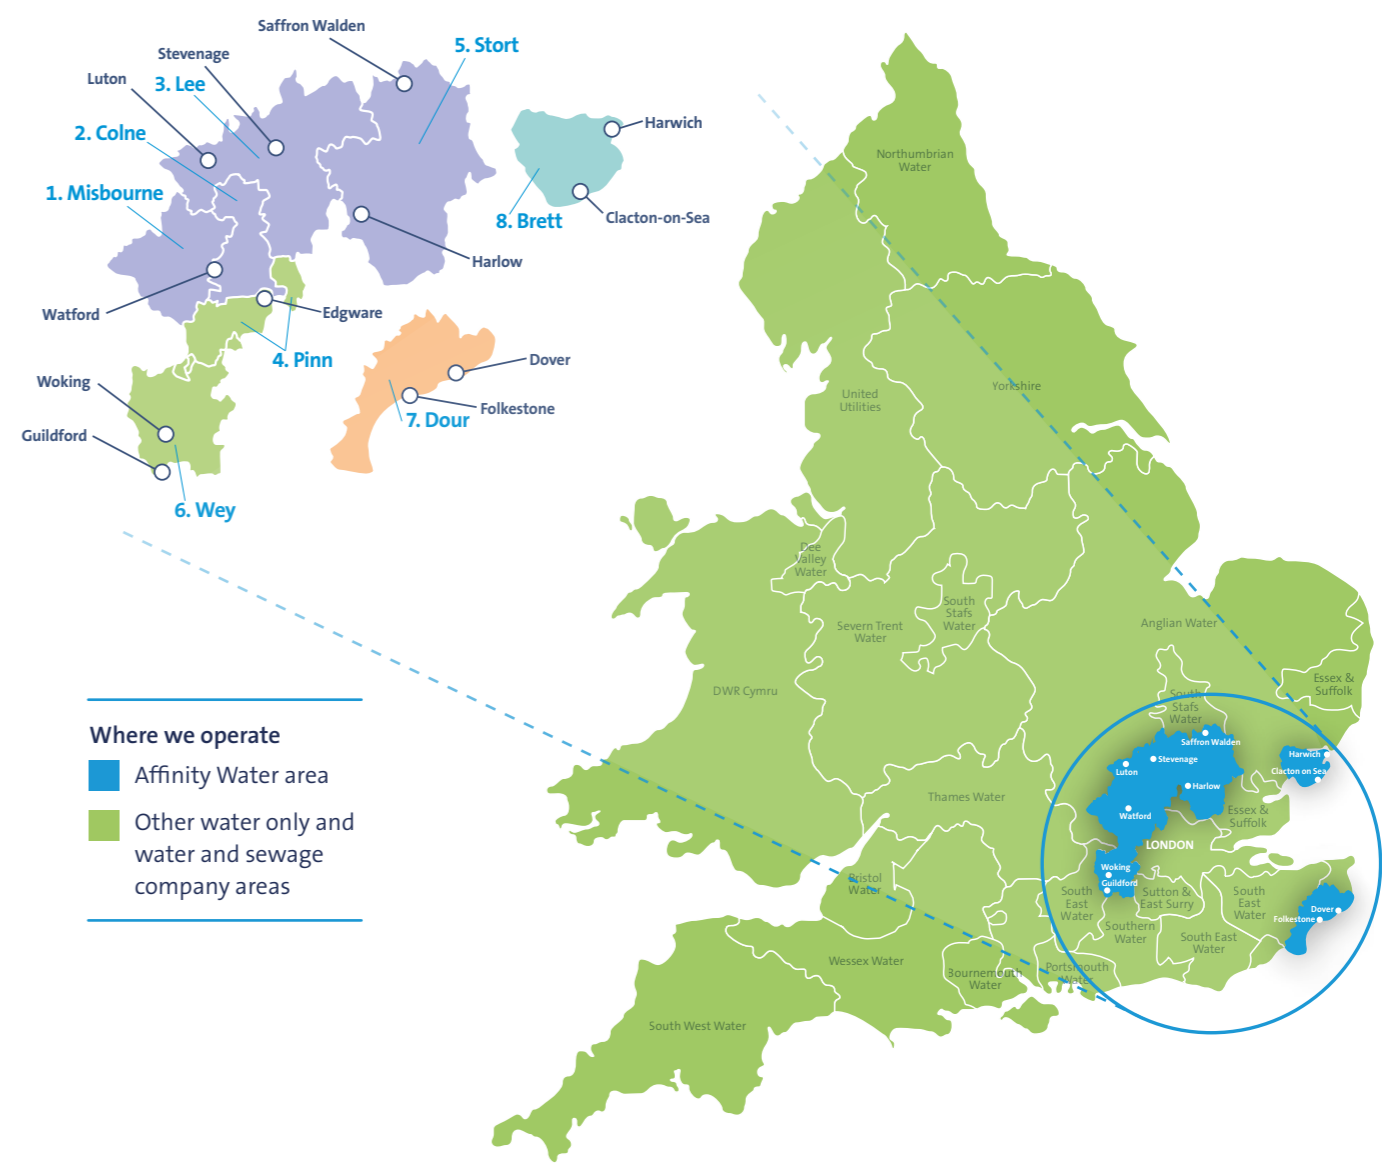 Saffron Walden
Stevenage
5. Stort
Luton
3. Lee
2. Colne
1. Misbourne
Harwich
8. Brett
Clacton-on-Sea
Harlow
Watford
Edgware
4. Pinn
Dover
Woking
Folkestone
7. Dour
Guildford
6. Wey
Where we operate
Affinity Water area
Other water only and
water and sewage
company areas
Northumbrian
Water
Yorkshire
United
Utilities
Dee
Valley
Water
South
Stafs
Water
Severn Trent
Water
Anglian Water
DWR Cymru
Essex &
Suffolk
South
Stafs
Water
Saffron Walden
Stevenage
Luton
Harlow
Harwich
Clacton on Sea
Watford
Essex &
Suffolk
Thames Water
LONDON
Woking
Guildford
Bristol
Water
South
East
Water
Sutton &
East Surry
South
East
Water
Dover
Folkestone
Southern
Water
South East
Water
Wessex Water
Bournemouth
Water
Portsmouth
Water
South West Water